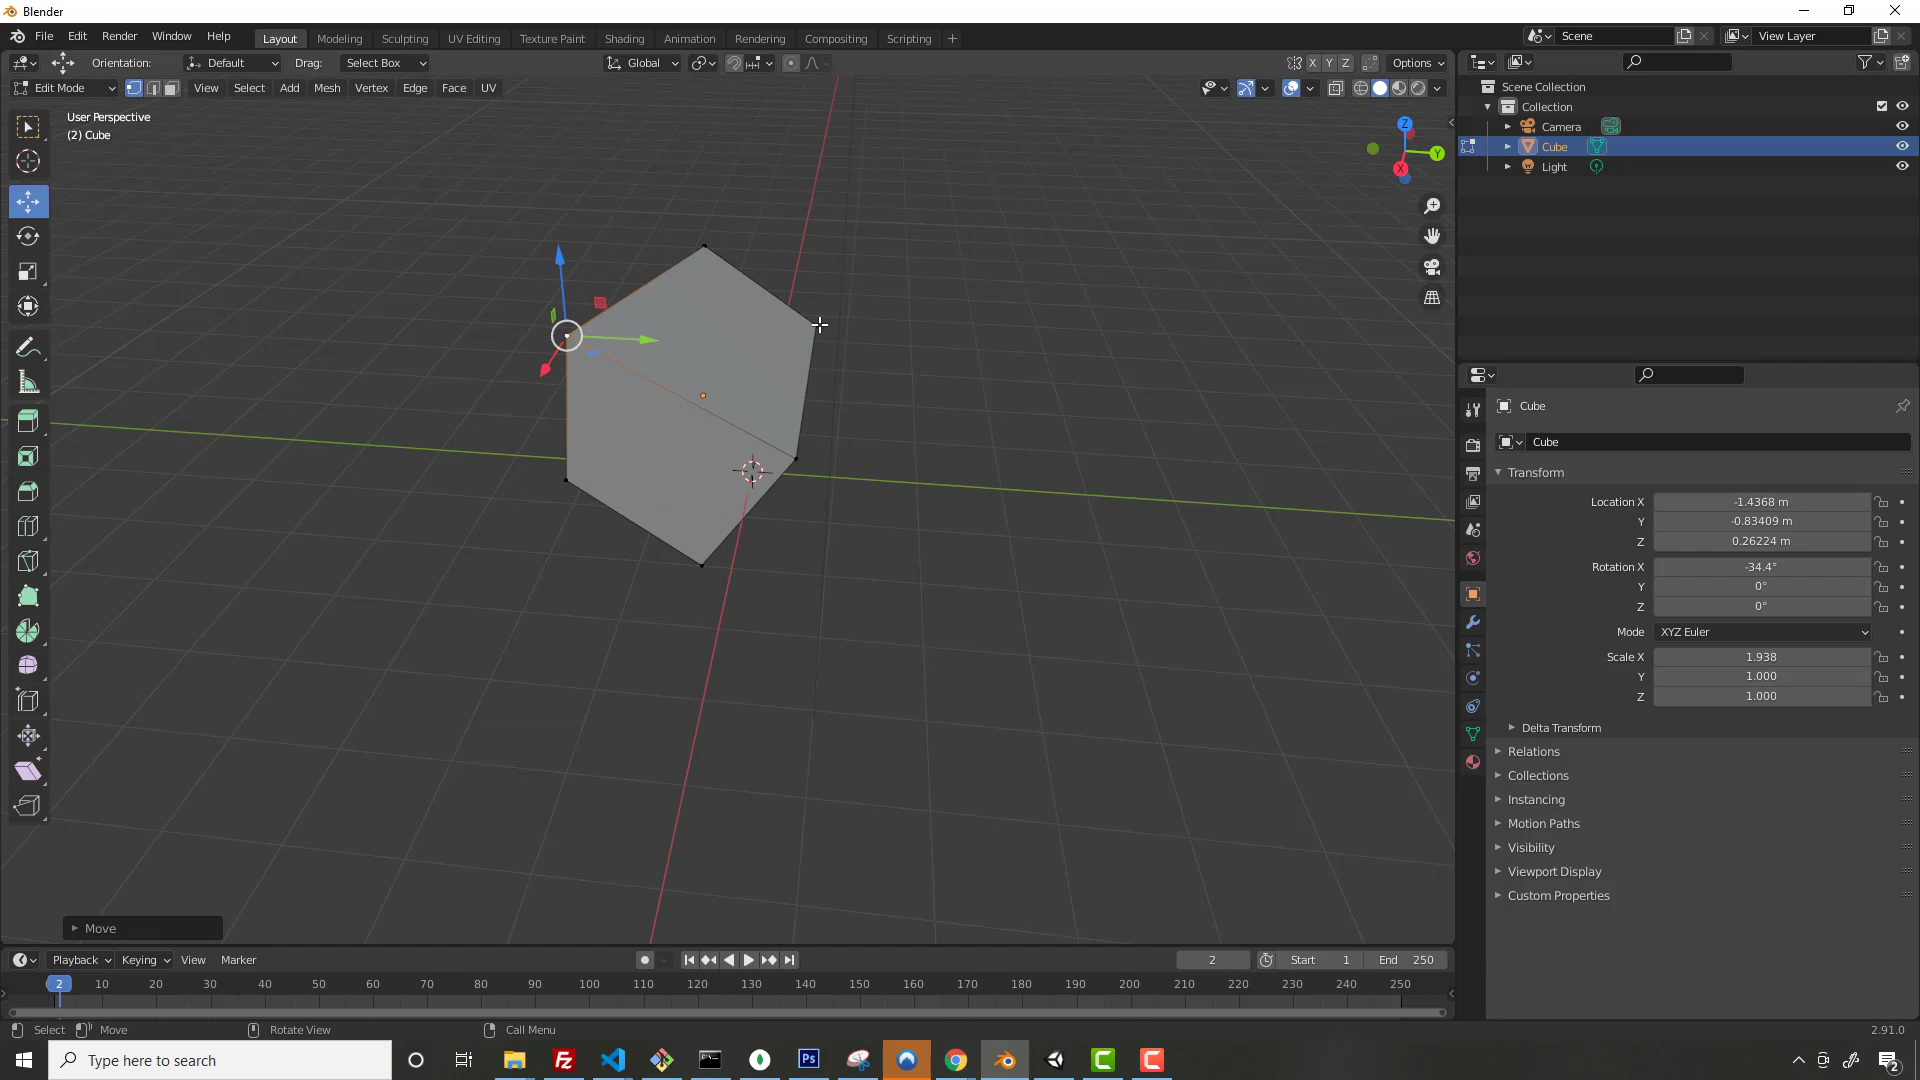 Blender
File Edit Render Window Help
Layout Modeling Sculpting UV Editing Texture Paint Shading Animation Rendering Compositing Scripting +
Scene View Layer
Orientation: Default Drag: Select Box Global X Y Z Options
Edit Mode View Select Add Mesh Vertex Edge Face UV
User Perspective
(2) Cube
Z
Y
X
Scene Collection
Collection
Camera
Cube
Light
Cube
Cube
Transform
Location X -1.4368 m
Y -0.83409 m
Z 0.26224 m
Rotation X -34.4°
Y 0°
Z 0°
Mode XYZ Euler
Scale X 1.938
Y 1.000
Z 1.000
Delta Transform
Relations
Collections
Instancing
Motion Paths
Visibility
Viewport Display
Custom Properties
Move
Playback Keying View Marker 2 Start 1 End 250
2 10 20 30 40 50 60 70 80 90 100 110 120 130 140 150 160 170 180 190 200 210 220 230 240 250
Select Move Rotate View Call Menu 2.91.0
Type here to search
Fz Ps C C 2